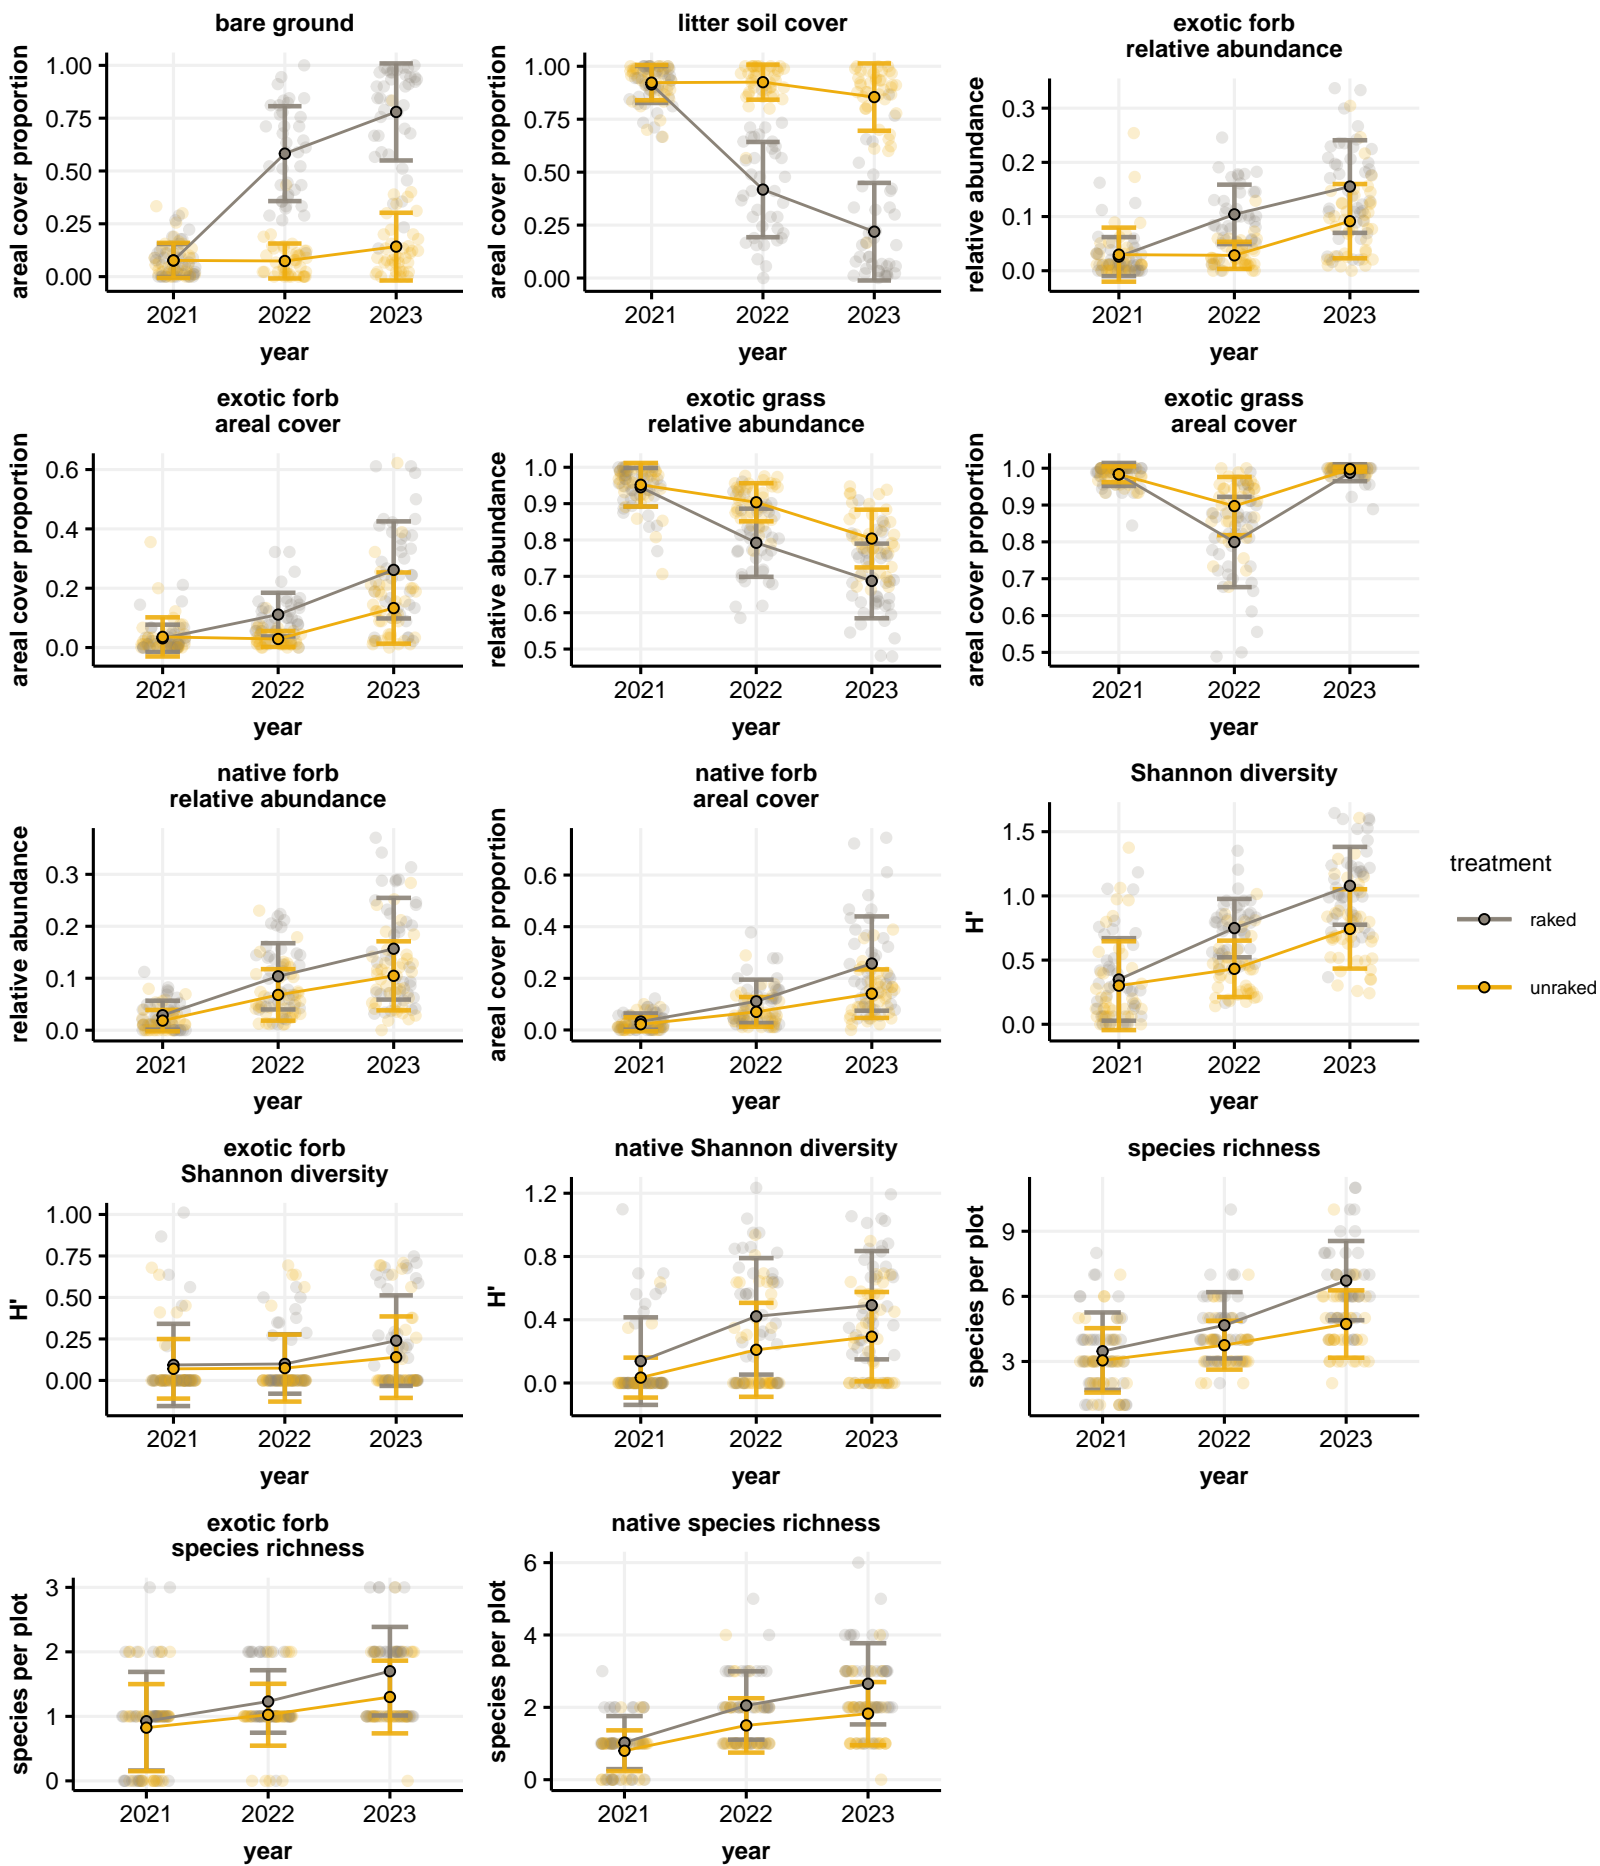 bare ground
areal cover proportion
1.00
0.75
0.50
0.25
0.00
2021 2022 2023
year
litter soil cover
areal cover proportion
1.00
0.75
0.50
0.25
0.00
2021 2022 2023
year
exotic forb
relative abundance
relative abundance
0.3
0.2
0.1
0.0
2021 2022 2023
year
exotic forb
areal cover
areal cover proportion
0.6
0.4
0.2
0.0
2021 2022 2023
year
exotic grass
relative abundance
relative abundance
1.0
0.9
0.8
0.7
0.6
0.5
2021 2022 2023
year
exotic grass
areal cover
areal cover proportion
1.0
0.9
0.8
0.7
0.6
0.5
2021 2022 2023
year
native forb
relative abundance
relative abundance
0.3
0.2
0.1
0.0
2021 2022 2023
year
native forb
areal cover
areal cover proportion
0.6
0.4
0.2
0.0
2021 2022 2023
year
Shannon diversity
H'
1.5
1.0
0.5
0.0
2021 2022 2023
year
treatment
raked
unraked
exotic forb
Shannon diversity
H'
1.00
0.75
0.50
0.25
0.00
2021 2022 2023
year
native Shannon diversity
H'
1.2
0.8
0.4
0.0
2021 2022 2023
year
species richness
species per plot
9
6
3
2021 2022 2023
year
exotic forb
species richness
species per plot
3
2
1
0
2021 2022 2023
year
native species richness
species per plot
6
4
2
0
2021 2022 2023
year